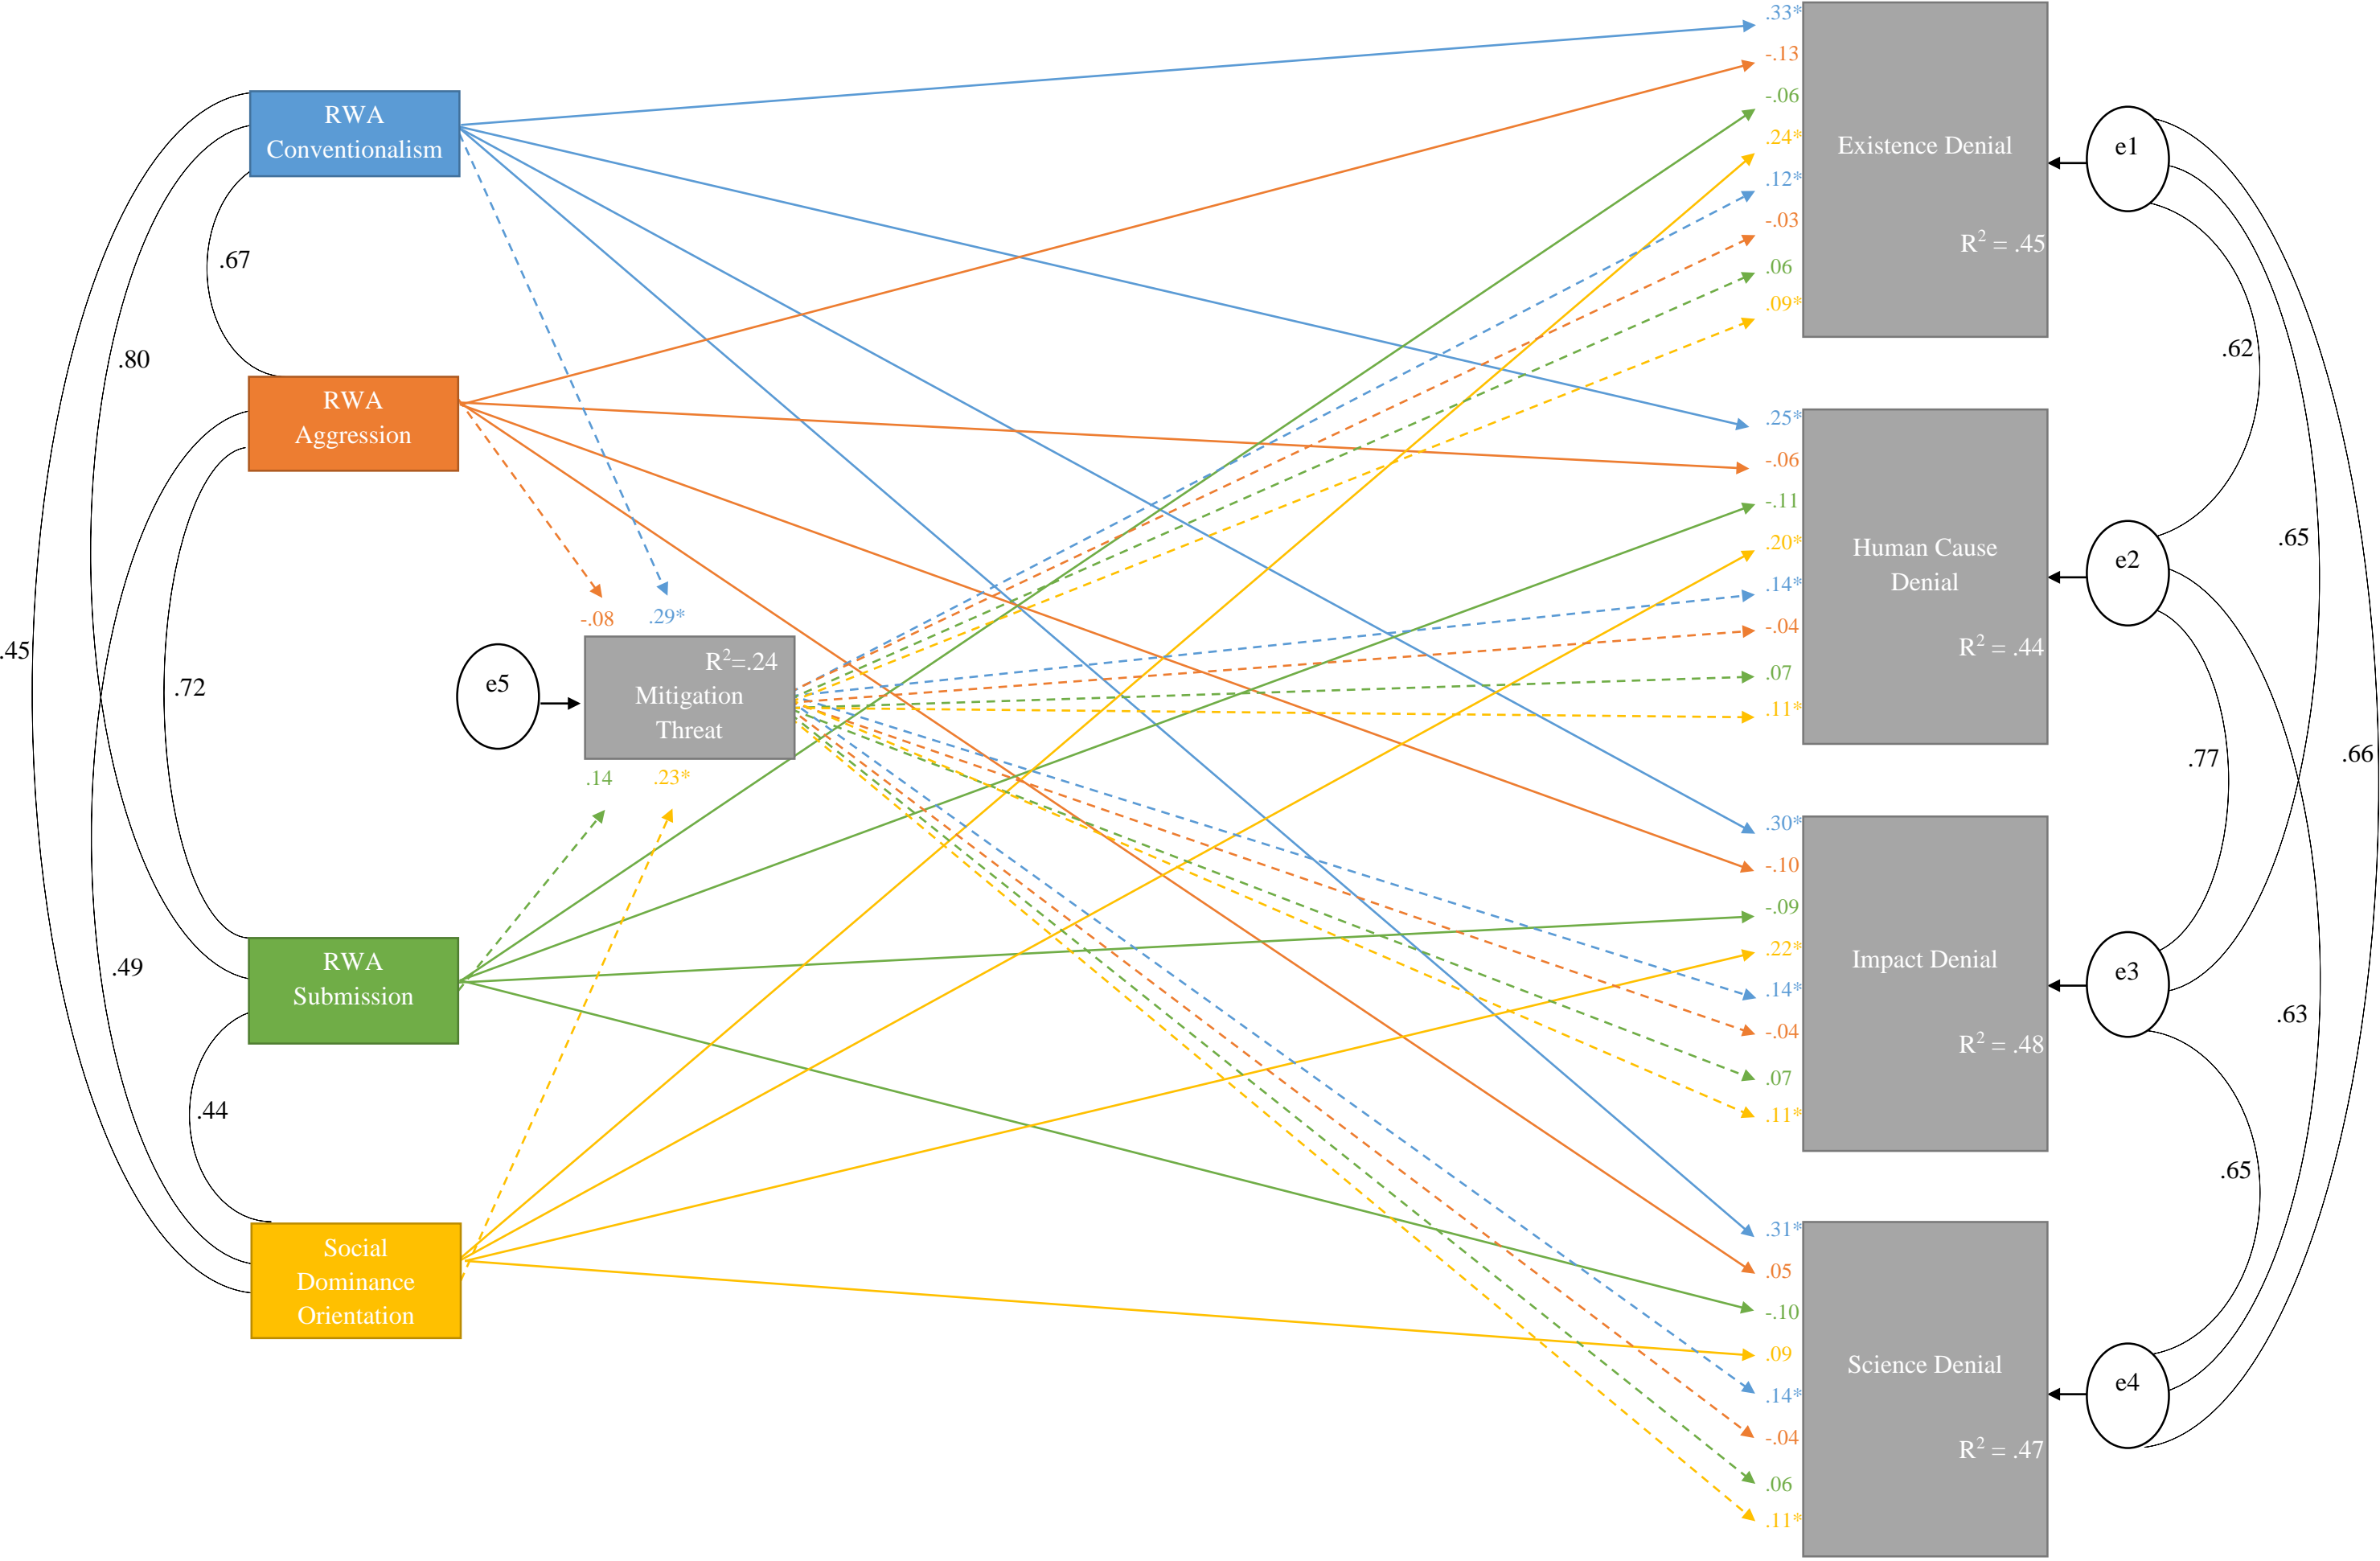 RWA
Conventionalism
RWA
Aggression
RWA
Submission
Social
Dominance
Orientation
.45
.80
.67
.72
.49
.44
e5
-.08
.29*
R²=.24
Mitigation
Threat
.14
.23*
.33*
-.13
-.06
.24*
.12*
-.03
.06
.09*
Existence Denial
R² = .45
.25*
-.06
-.11
.20*
.14*
-.04
.07
.11*
Human Cause
Denial
R² = .44
.30*
-.10
-.09
.22*
.14*
-.04
.07
.11*
Impact Denial
R² = .48
.31*
.05
-.10
.09
.14*
-.04
.06
.11*
Science Denial
R² = .47
e1
e2
e3
e4
.62
.65
.66
.77
.63
.65